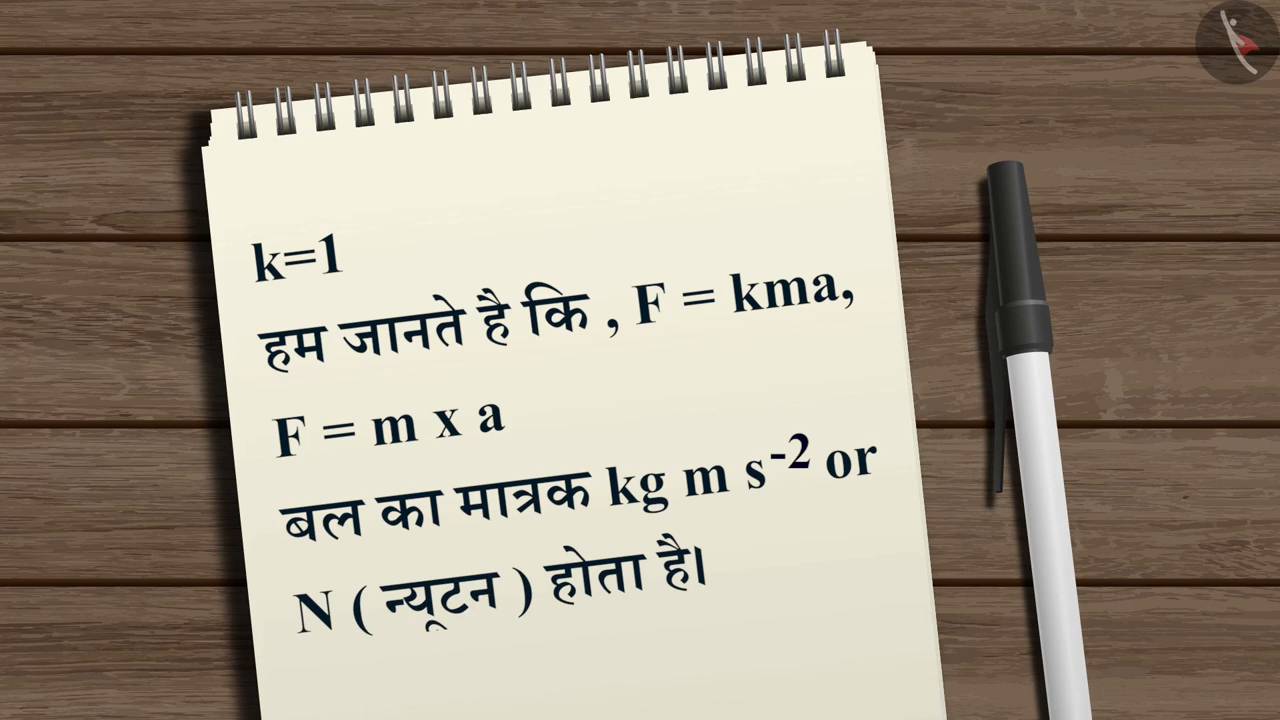 k=1
हम जानते है कि , F = kma,
F = m x a
बल का मात्रक kg m s⁻² or
N ( न्यूटन ) होता है।